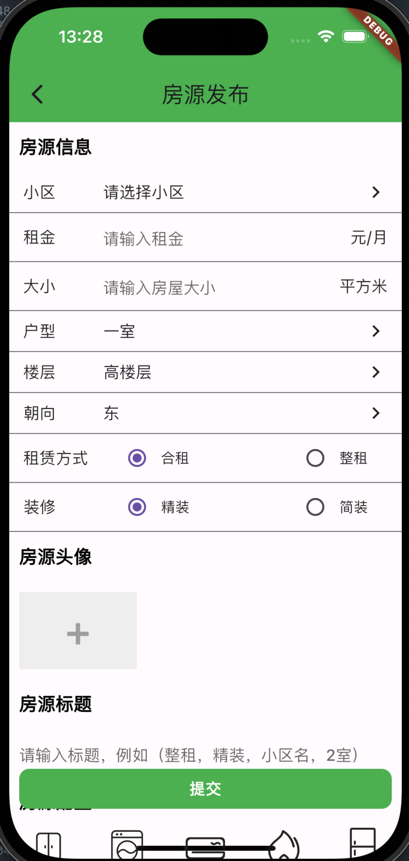 48
13:28
DEBUG
房源发布
房源信息
小区 请选择小区
租金 请输入租金 元/月
大小 请输入房屋大小 平方米
户型 一室
楼层 高楼层
朝向 东
租赁方式 合租 整租
装修 精装 简装
房源头像
房源标题
请输入标题，例如（整租，精装，小区名，2室）
提交